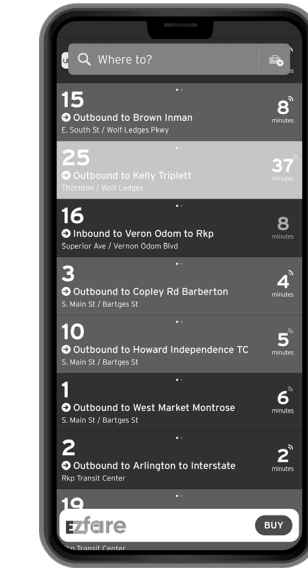 Where to?
15
8
minutes
Outbound to Brown Inman
E. South St / Wolf Ledges Pkwy
25
37
minutes
Outbound to Kelly Triplett
Thornton / Wolf Ledges
16
8
minutes
Inbound to Veron Odom to Rkp
Superior Ave / Vernon Odom Blvd
3
4
minutes
Outbound to Copley Rd Barberton
S. Main St / Bartges St
10
5
minutes
Outbound to Howard Independence TC
S. Main St / Bartges St
1
6
minutes
Outbound to West Market Montrose
S. Main St / Bartges St
2
2
minutes
Outbound to Arlington to Interstate
Rkp Transit Center
19
EZfare
BUY
Rkp Transit Center